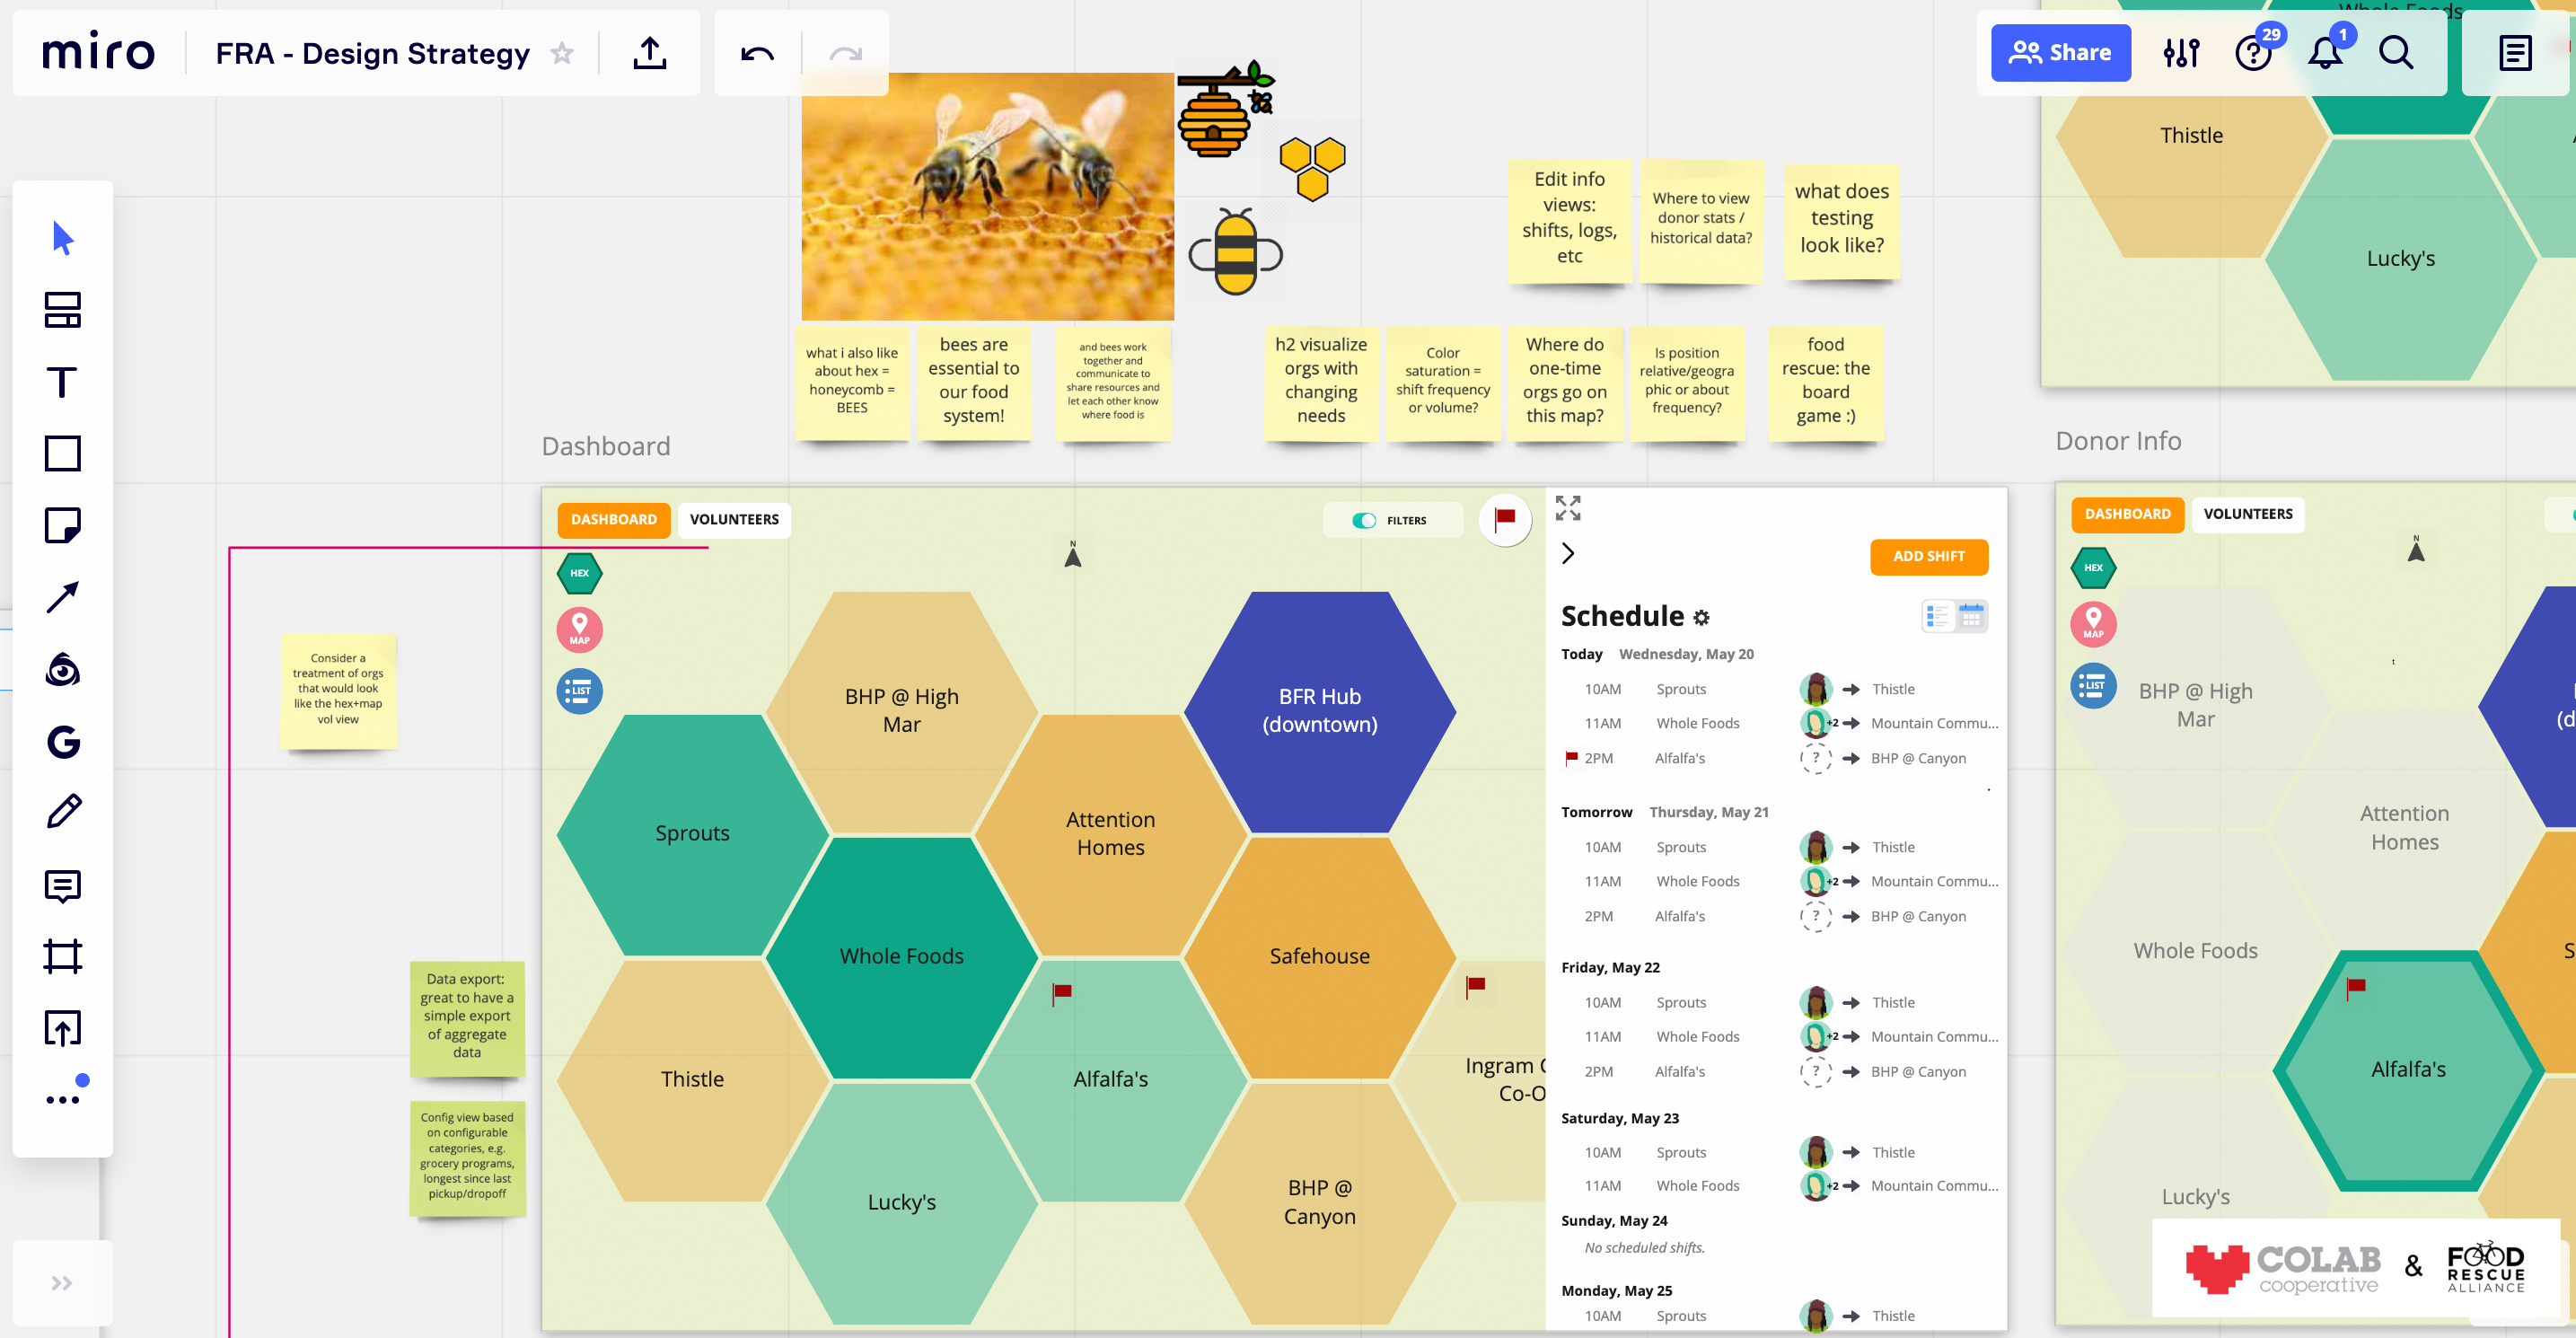 miro
FRA - Design Strategy
Share
29
1
Thistle
Lucky's
Edit info
views:
shifts, logs,
etc
Where to view
donor stats /
historical data?
what does
testing
look like?
what i also like
about hex =
honeycomb =
BEES
bees are
essential to
our food
system!
and bees work
together and
communicate to
share resources and
let each other know
where food is
h2 visualize
orgs with
changing
needs
Color
saturation =
shift frequency
or volume?
Where do
one-time
orgs go on
this map?
Is position
relative/geogra
phic or about
frequency?
food
rescue: the
board
game :)
Dashboard
Consider a
treatment of orgs
that would look
like the hex+map
vol view
Data export:
great to have a
simple export
of aggregate
data
Config view based
on configurable
categories, e.g.
grocery programs,
longest since last
pickup/dropoff
DASHBOARD
VOLUNTEERS
FILTERS
N
HEX
MAP
LIST
BHP @ High
Mar
BFR Hub
(downtown)
Sprouts
Attention
Homes
Whole Foods
Safehouse
Thistle
Alfalfa's
Ingram
Co-O
Lucky's
BHP @
Canyon
ADD SHIFT
Schedule
Today Wednesday, May 20
10AM Sprouts Thistle
11AM Whole Foods +2 Mountain Commu...
2PM Alfalfa's ? BHP @ Canyon
Tomorrow Thursday, May 21
10AM Sprouts Thistle
11AM Whole Foods +2 Mountain Commu...
2PM Alfalfa's ? BHP @ Canyon
Friday, May 22
10AM Sprouts Thistle
11AM Whole Foods +2 Mountain Commu...
2PM Alfalfa's ? BHP @ Canyon
Saturday, May 23
10AM Sprouts Thistle
11AM Whole Foods +2 Mountain Commu...
Sunday, May 24
No scheduled shifts.
Monday, May 25
10AM Sprouts Thistle
Donor Info
DASHBOARD
VOLUNTEERS
N
HEX
MAP
LIST
BHP @ High
Mar
Attention
Homes
Whole Foods
Alfalfa's
Lucky's
COLAB
cooperative
&
FOOD
RESCUE
ALLIANCE